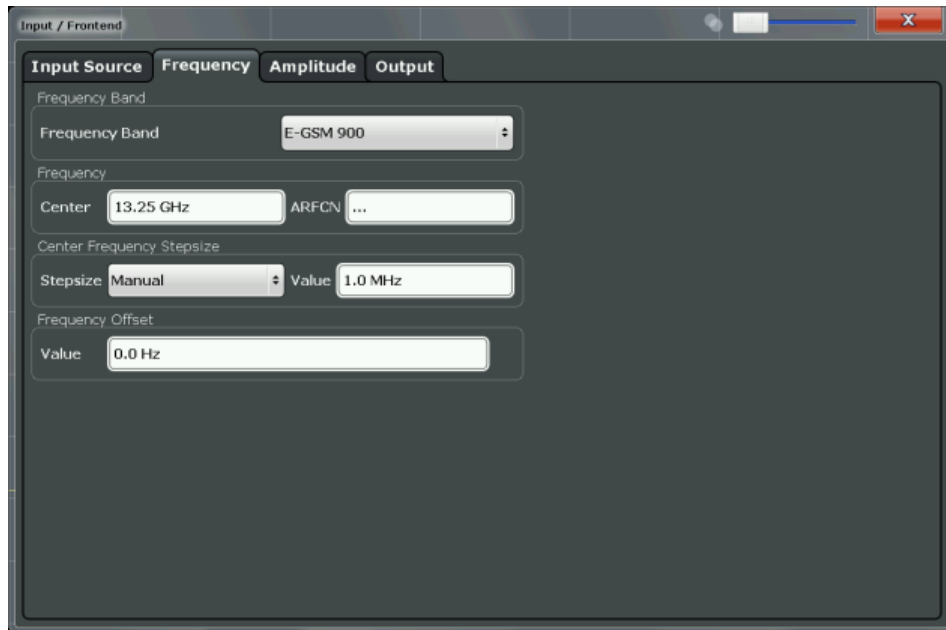 Input / Frontend
X
Input Source Frequency Amplitude Output
Frequency Band
Frequency Band E-GSM 900
Frequency
Center 13.25 GHz ARFCN ...
Center Frequency Stepsize
Stepsize Manual Value 1.0 MHz
Frequency Offset
Value 0.0 Hz